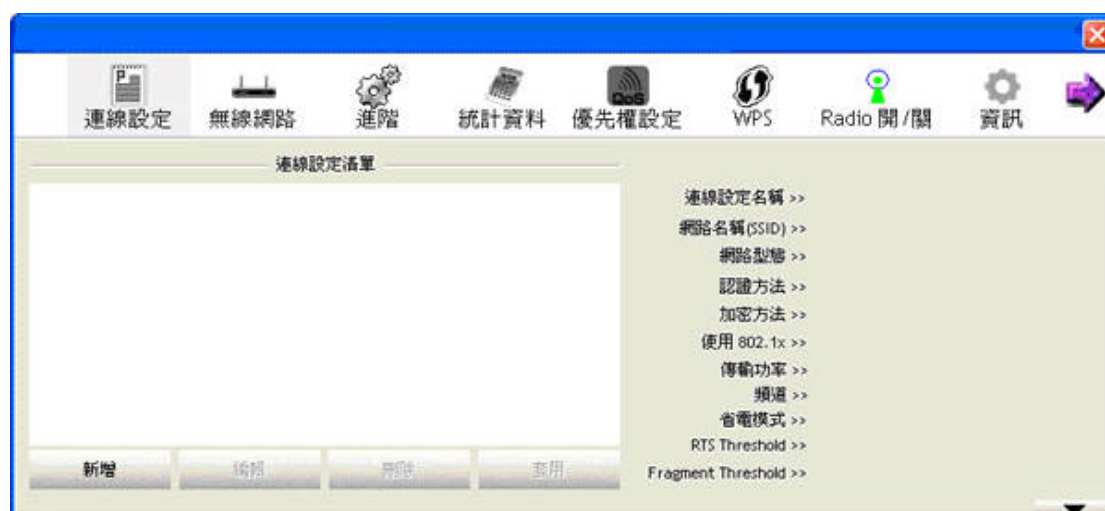 連線設定 無線網路 進階 統計資料 優先權設定 WPS Radio 開/關 資訊
QoS
連線設定清單
連線設定名稱 >>
網路名稱(SSID) >>
網路型態 >>
認證方法 >>
加密方法 >>
使用 802.1x >>
傳輸功率 >>
頻道 >>
省電模式 >>
RTS Threshold >>
Fragment Threshold >>
新增 編輯 刪除 套用